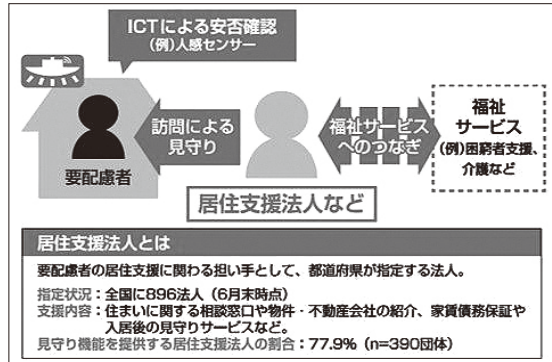 ICTによる安否確認
(例)人感センサー
訪問による
見守り
福祉サービス
へのつなぎ
福祉
サービス
(例)困窮者支援、
介護など
要配慮者
居住支援法人など
居住支援法人とは
要配慮者の居住支援に関わる担い手として、都道府県が指定する法人。
指定状況：全国に896法人（6月末時点）
支援内容：住まいに関する相談窓口や物件・不動産会社の紹介、家賃債務保証や
入居後の見守りサービスなど。
見守り機能を提供する居住支援法人の割合：77.9%（n=390団体）